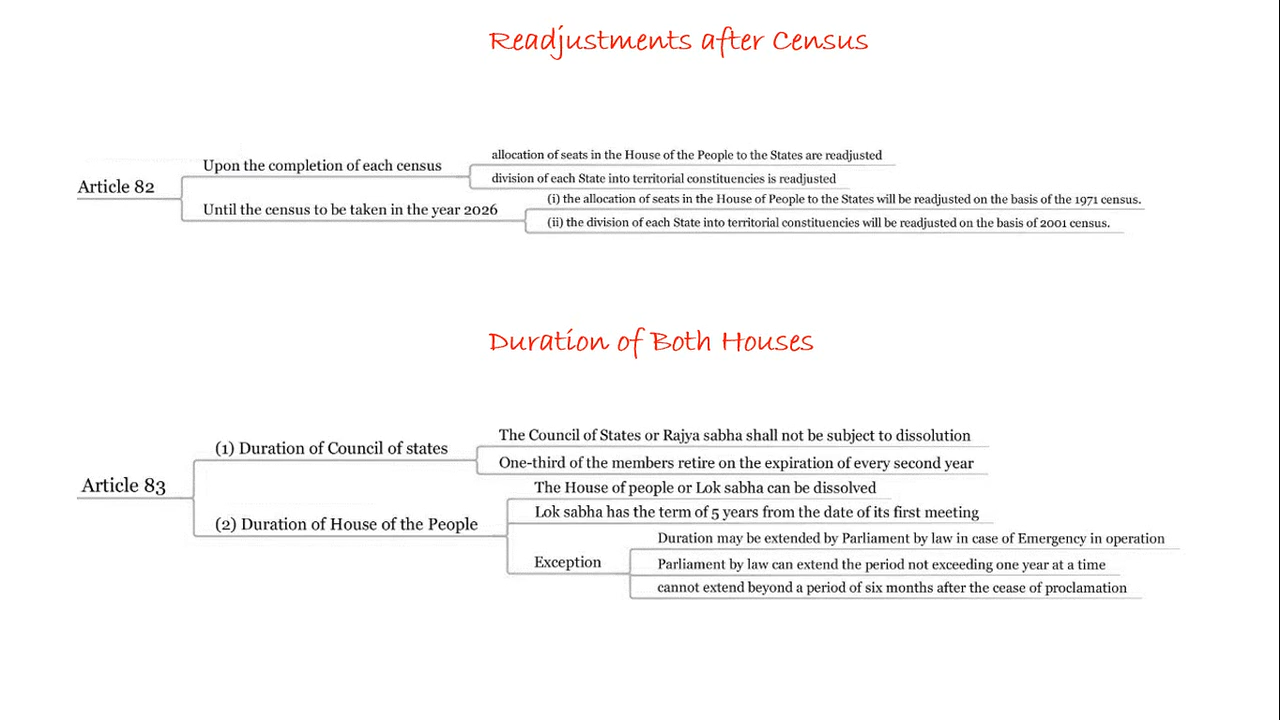 Readjustments after Census
Upon the completion of each census
allocation of seats in the House of the People to the States are readjusted
division of each State into territorial constituencies is readjusted
Article 82
Until the census to be taken in the year 2026
(i) the allocation of seats in the House of People to the States will be readjusted on the basis of the 1971 census.
(ii) the division of each State into territorial constituencies will be readjusted on the basis of 2001 census.
Duration of Both Houses
(1) Duration of Council of states
The Council of States or Rajya sabha shall not be subject to dissolution
One-third of the members retire on the expiration of every second year
Article 83
(2) Duration of House of the People
The House of people or Lok sabha can be dissolved
Lok sabha has the term of 5 years from the date of its first meeting
Exception
Duration may be extended by Parliament by law in case of Emergency in operation
Parliament by law can extend the period not exceeding one year at a time
cannot extend beyond a period of six months after the cease of proclamation